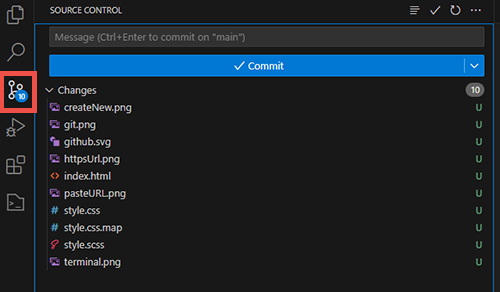 SOURCE CONTROL
Message (Ctrl+Enter to commit on "main")
Commit
Changes 10
createNew.png U
git.png U
github.svg U
10
httpsUrl.png U
index.html U
pasteURL.png U
style.css U
style.css.map U
style.scss U
terminal.png U